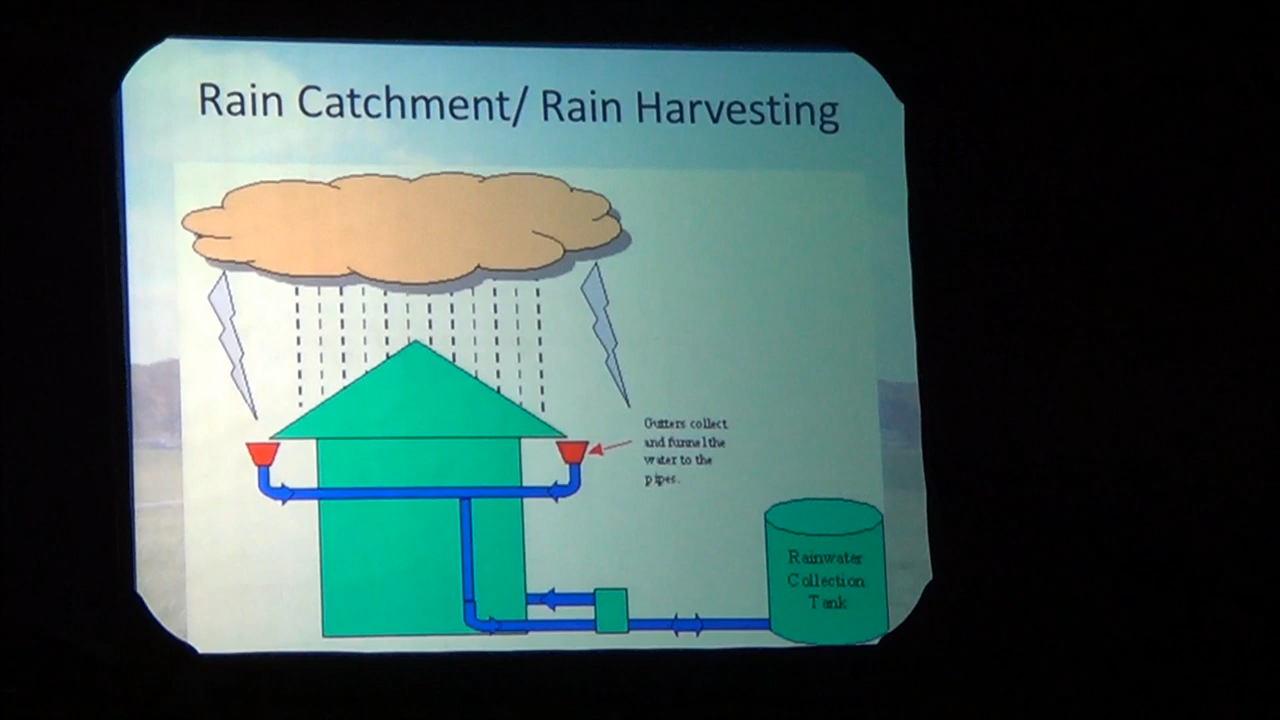 Rain Catchment/ Rain Harvesting
Gutters collect
and funnel the
water to the
pipes.
Rainwater
Collection
Tank